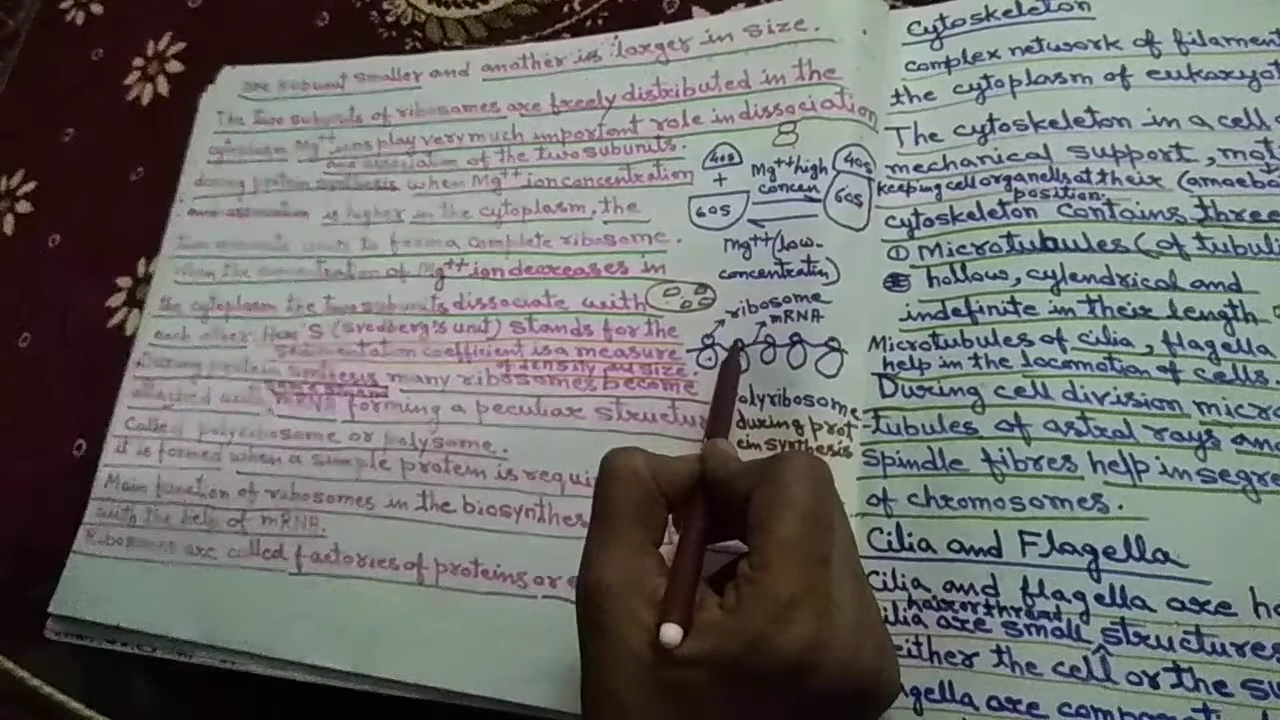 one subunit smaller and another is larger in size.
The two subunits of ribosomes are freely distributed in the
cytoplasm Mg++ ions play very much important role in dissociation
and association of the two subunits.
during protein synthesis when Mg++ ion concentration
is higher in the cytoplasm, the
two subunits unite to form a complete ribosome.
When the concentration of Mg++ ion decreases in
the cytoplasm the two subunits dissociate with
each other. Here 'S (Svedberg's unit) stands for the
sedimentation coefficient is a measure
of density and size.
During protein synthesis many ribosomes become
attached with mRNA forming a peculiar structu
Called polyribosome or polysome.
it is formed when a simple protein is requi
Main function of ribosomes in the biosynthes
with the help of mRNA.
Ribosomes are called factories of proteins or
40s
+
60s
Mg++ high
concen
40s
60s
Mg++ (low-
concentratin)
ribosome
mRNA
olyribosome
during prot
ein synthesis
Cytoskeleton
complex network of filament
the cytoplasm of eukaryot
The cytoskeleton in a cell
mechanical support, mot
keeping cell organells at their (amoebo
position.
cytoskeleton contains three
① Microtubules (of tubuli
hollow, cylendrical and
indefinite in their length
Microtubules of cilia, flagella
help in the locomotion of cells.
During cell division micro
tubules of astral rays and
spindle fibres help in segre
of chromosomes.
Cilia and Flagella
Cilia and flagella are ha
hair or thread
ilia are small structures
either the cell or the su
agella are compa